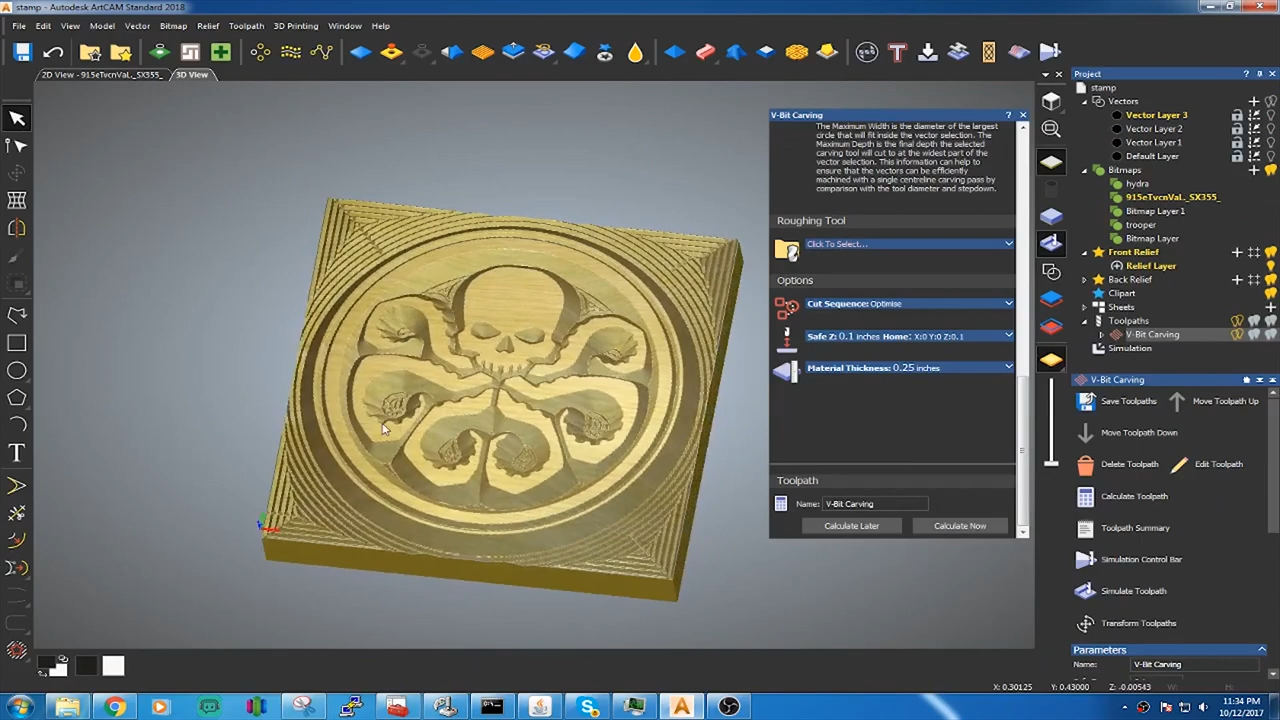 stamp - Autodesk ArtCAM Standard 2018
File Edit View Model Vector Bitmap Relief Toolpath 3D Printing Window Help
2D View - 915eTvcnVaL._SX355_ 3D View
Project
stamp
Vectors
Vector Layer 3
Vector Layer 2
Vector Layer 1
Default Layer
Bitmaps
hydra
915eTvcnVaL._SX355_
Bitmap Layer 1
trooper
Bitmap Layer
Front Relief
Relief Layer
Back Relief
Clipart
Sheets
Toolpaths
V-Bit Carving
Simulation
V-Bit Carving
The Maximum Width is the diameter of the largest
circle that will fit inside the vector selection. The
Maximum Depth is the final depth the selected
carving tool will cut to at the widest part of the
vector selection. This information can help to
ensure that the vectors can be efficiently
machined with a single centreline carving pass by
comparison with the tool diameter and stepdown.
Roughing Tool
Click To Select...
Options
Cut Sequence: Optimise
Safe Z: 0.1 inches Home: X:0 Y:0 Z:0.1
Material Thickness: 0.25 inches
Toolpath
Name: V-Bit Carving
Calculate Later Calculate Now
V-Bit Carving
Save Toolpaths Move Toolpath Up
Move Toolpath Down
Delete Toolpath Edit Toolpath
Calculate Toolpath
Toolpath Summary
Simulation Control Bar
Simulate Toolpath
Transform Toolpaths
Parameters
Name: V-Bit Carving
X: 0.30125 Y: 0.43000 Z: -0.00543 W: H:
11:34 PM
10/12/2017